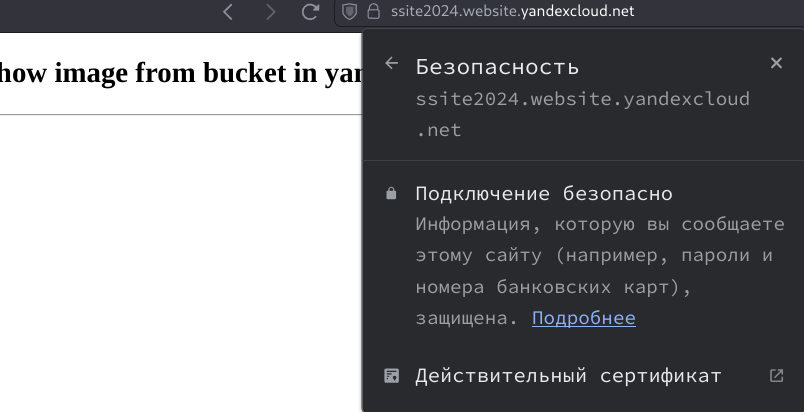 ssite2024.website.yandexcloud.net
how image from bucket in yan
Безопасность
ssite2024.website.yandexcloud
.net
Подключение безопасно
Информация, которую вы сообщаете
этому сайту (например, пароли и
номера банковских карт),
защищена. Подробнее
Действительный сертификат